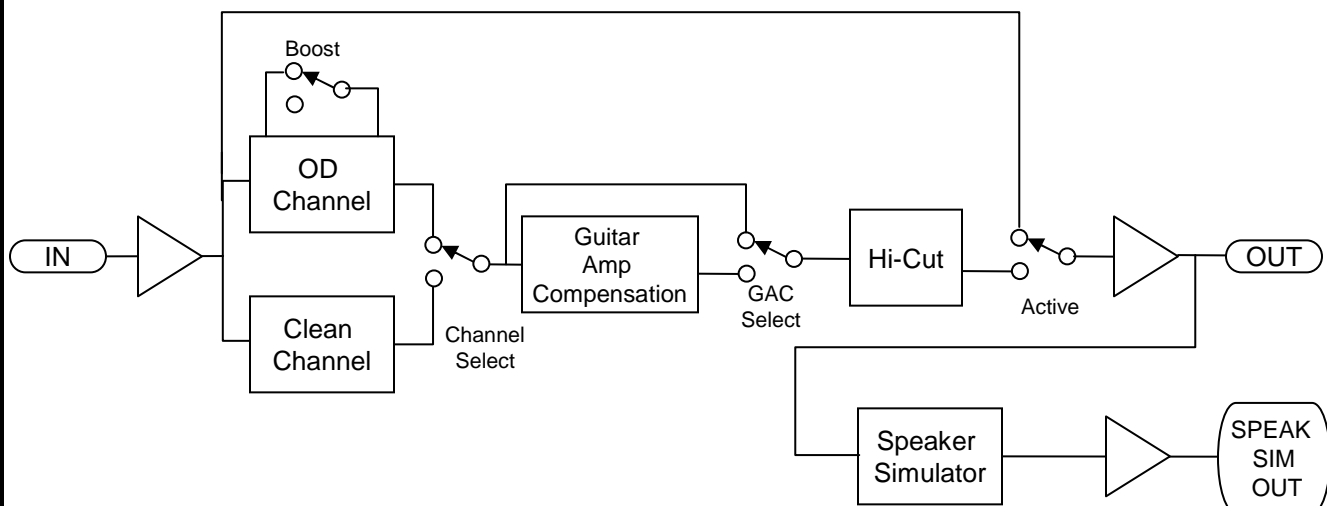 Boost
OD
Channel
IN
Clean
Channel
Channel
Select
Guitar
Amp
Compensation
GAC
Select
Hi-Cut
Active
OUT
Speaker
Simulator
SPEAK
SIM
OUT